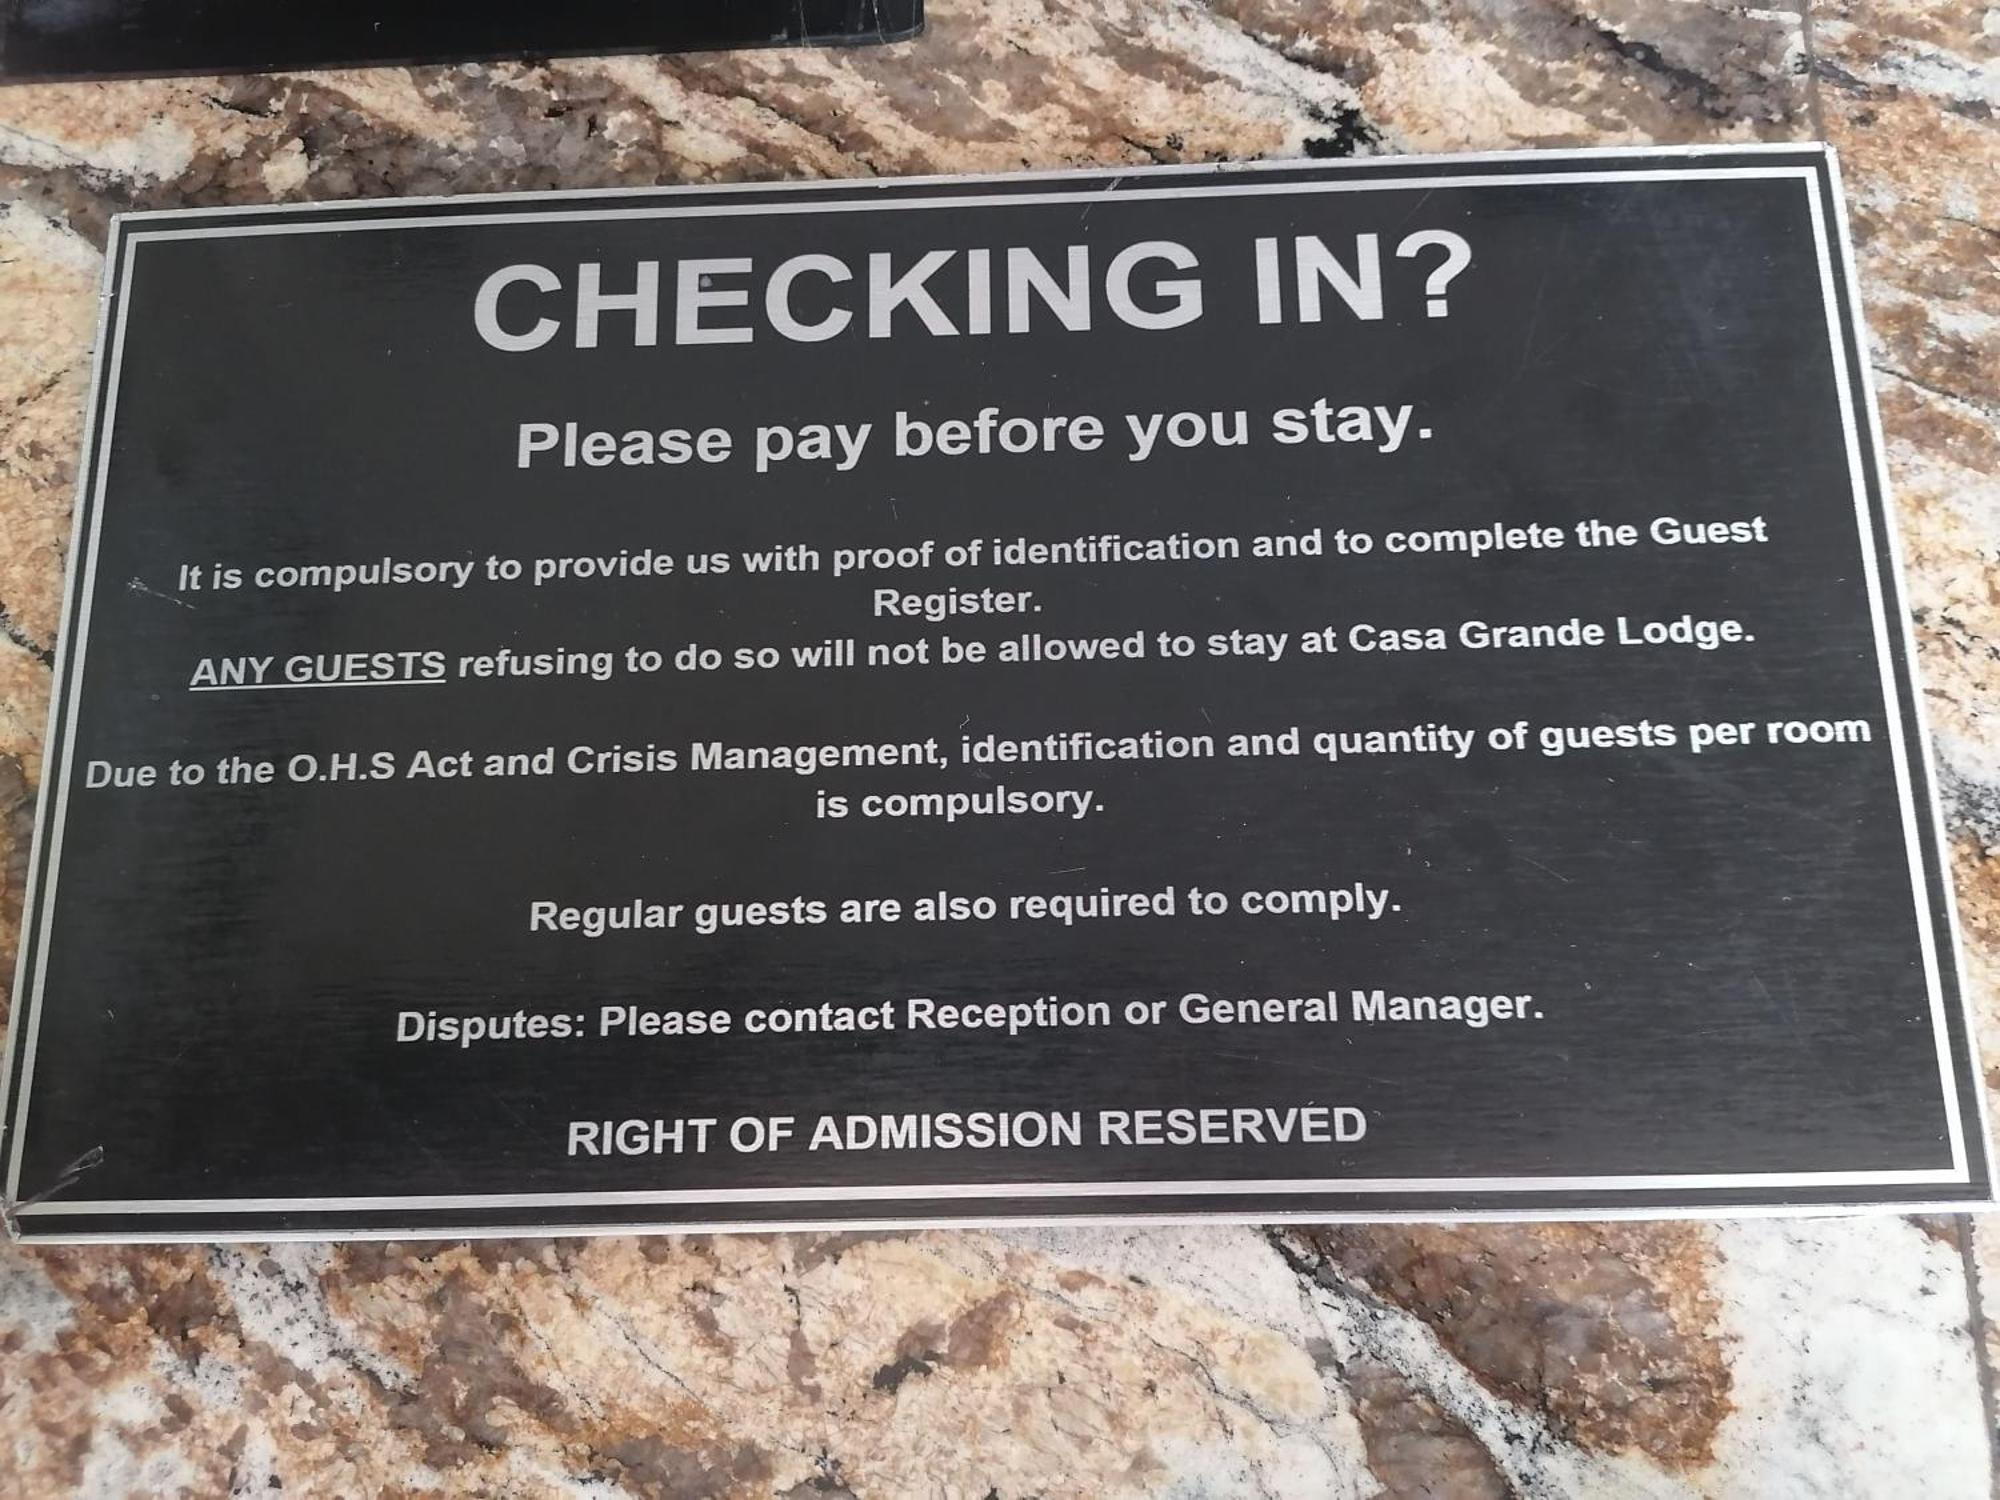 CHECKING IN?
Please pay before you stay.
It is compulsory to provide us with proof of identification and to complete the Guest
Register.
ANY GUESTS refusing to do so will not be allowed to stay at Casa Grande Lodge.
Due to the O.H.S Act and Crisis Management, identification and quantity of guests per room
is compulsory.
Regular guests are also required to comply.
Disputes: Please contact Reception or General Manager.
RIGHT OF ADMISSION RESERVED